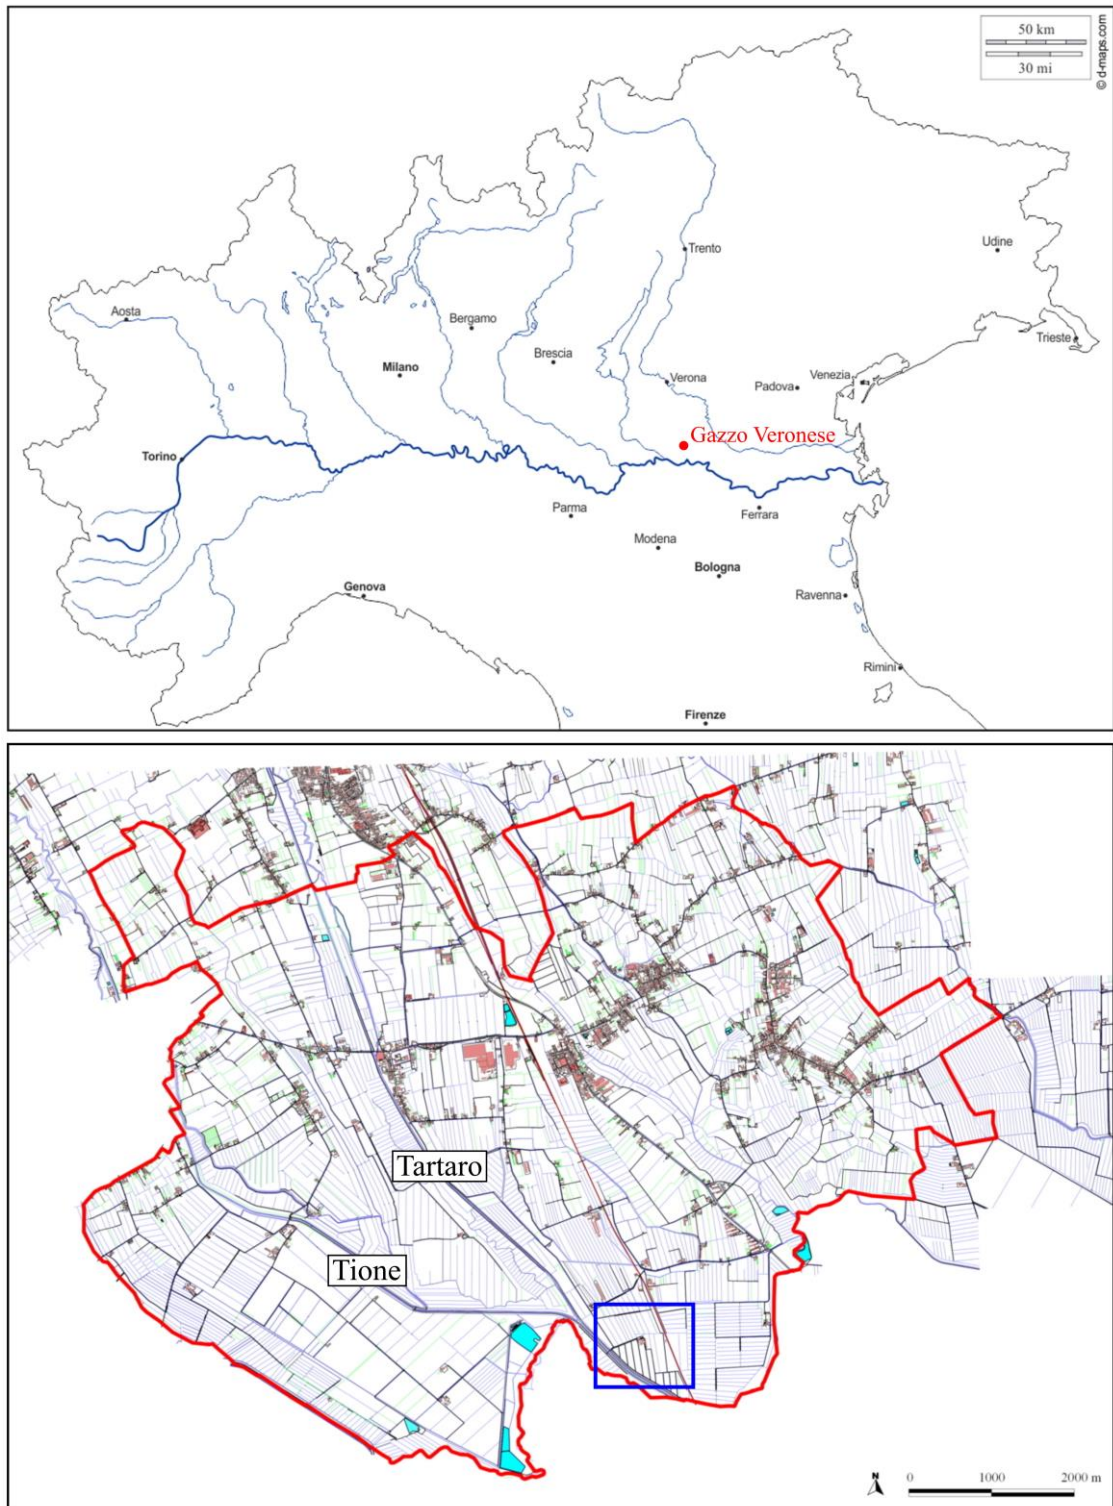 50 km
30 mi
© d-maps.com
Trento
Udine
Aosta
Bergamo
Trieste
Brescia
Milano
Verona
Padova
Venezia
Gazzo Veronese
Torino
Parma
Ferrara
Modena
Bologna
Genova
Ravenna
Rimini
Firenze
Tartaro
Tione
N
0 1000 2000 m